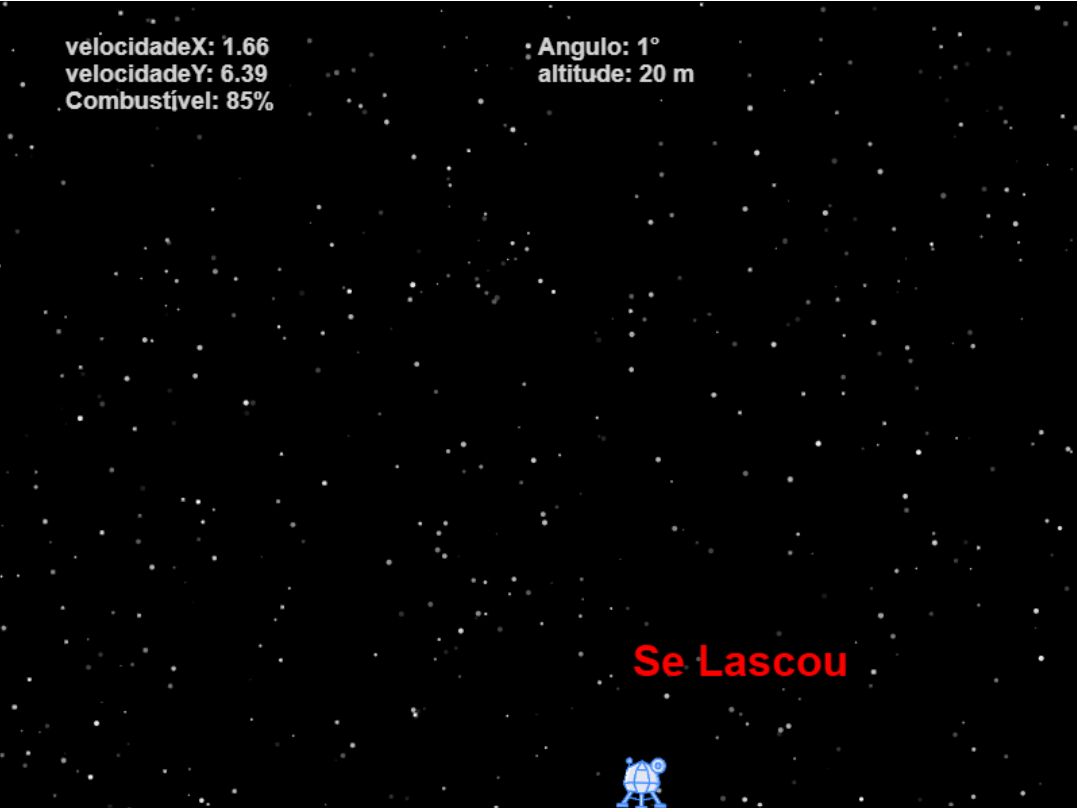 velocidadeX: 1.66
velocidadeY: 6.39
Combustível: 85%
Angulo: 1°
altitude: 20 m
Se Lascou